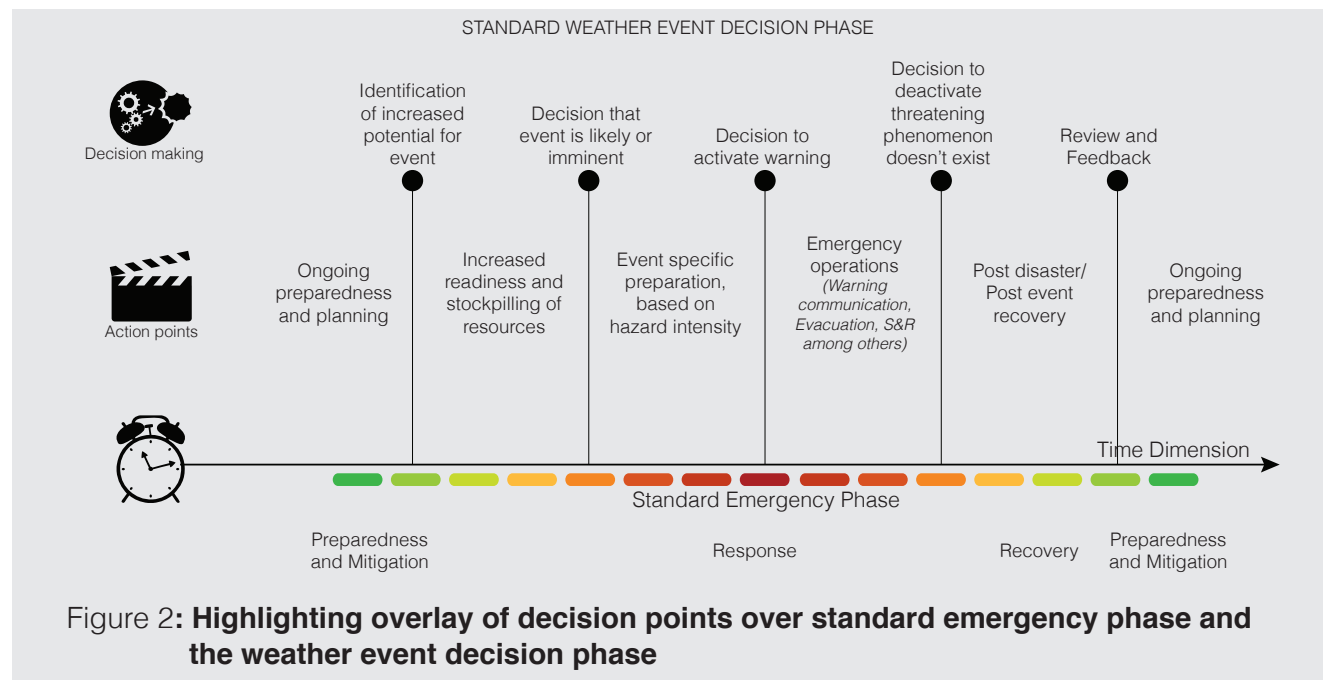 STANDARD WEATHER EVENT DECISION PHASE
Decision making
Identification
of increased
potential for
event
Decision that
event is likely or
imminent
Decision to
activate warning
Decision to
deactivate
threatening
phenomenon
doesn't exist
Review and
Feedback
Action points
Ongoing
preparedness
and planning
Increased
readiness and
stockpilling of
resources
Event specific
preparation,
based on
hazard intensity
Emergency
operations
(Warning
communication,
Evacuation, S&R
among others)
Post disaster/
Post event
recovery
Ongoing
preparedness
and planning
Time Dimension
Standard Emergency Phase
Preparedness
and Mitigation
Response
Recovery
Preparedness
and Mitigation
Figure 2: Highlighting overlay of decision points over standard emergency phase and
the weather event decision phase